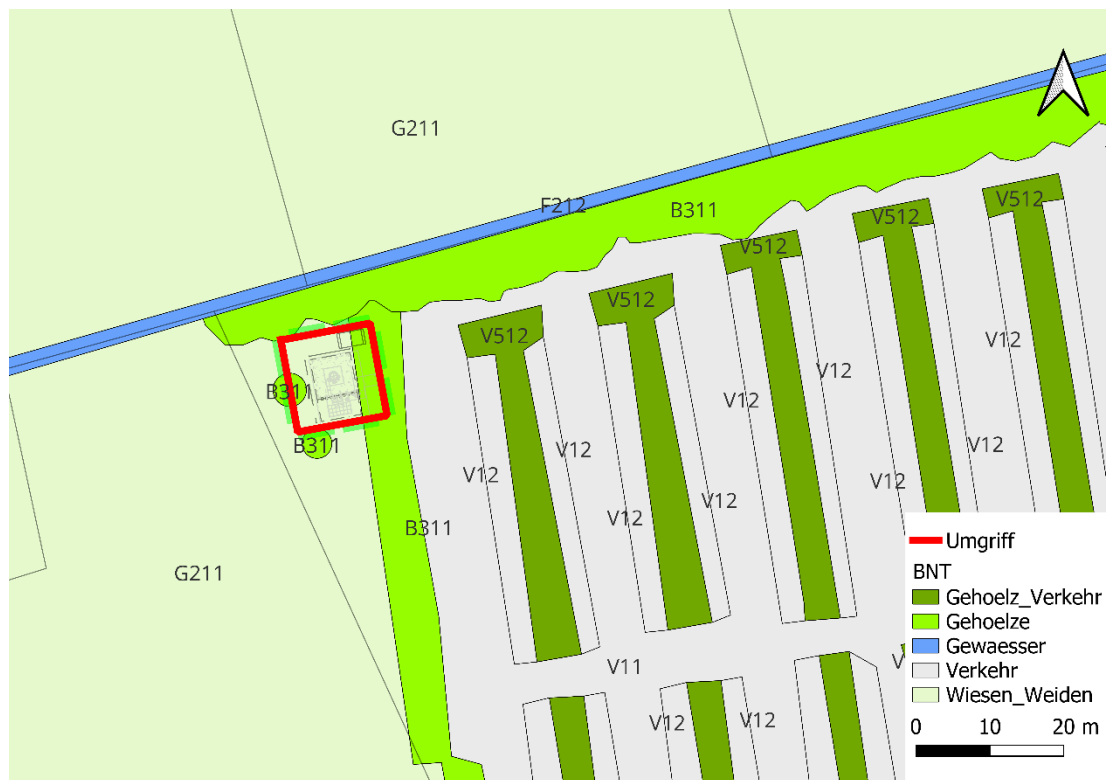 G211
F212
B311
V512
V512
V512
V512
V512
V12
V12
V12
B311
B311
V12
V12
V12
V12
V12
V12
B311
G211
V11
V
V12
V12
Umgriff
BNT
Gehoelz_Verkehr
Gehoelze
Gewaesser
Verkehr
Wiesen_Weiden
0 10 20 m